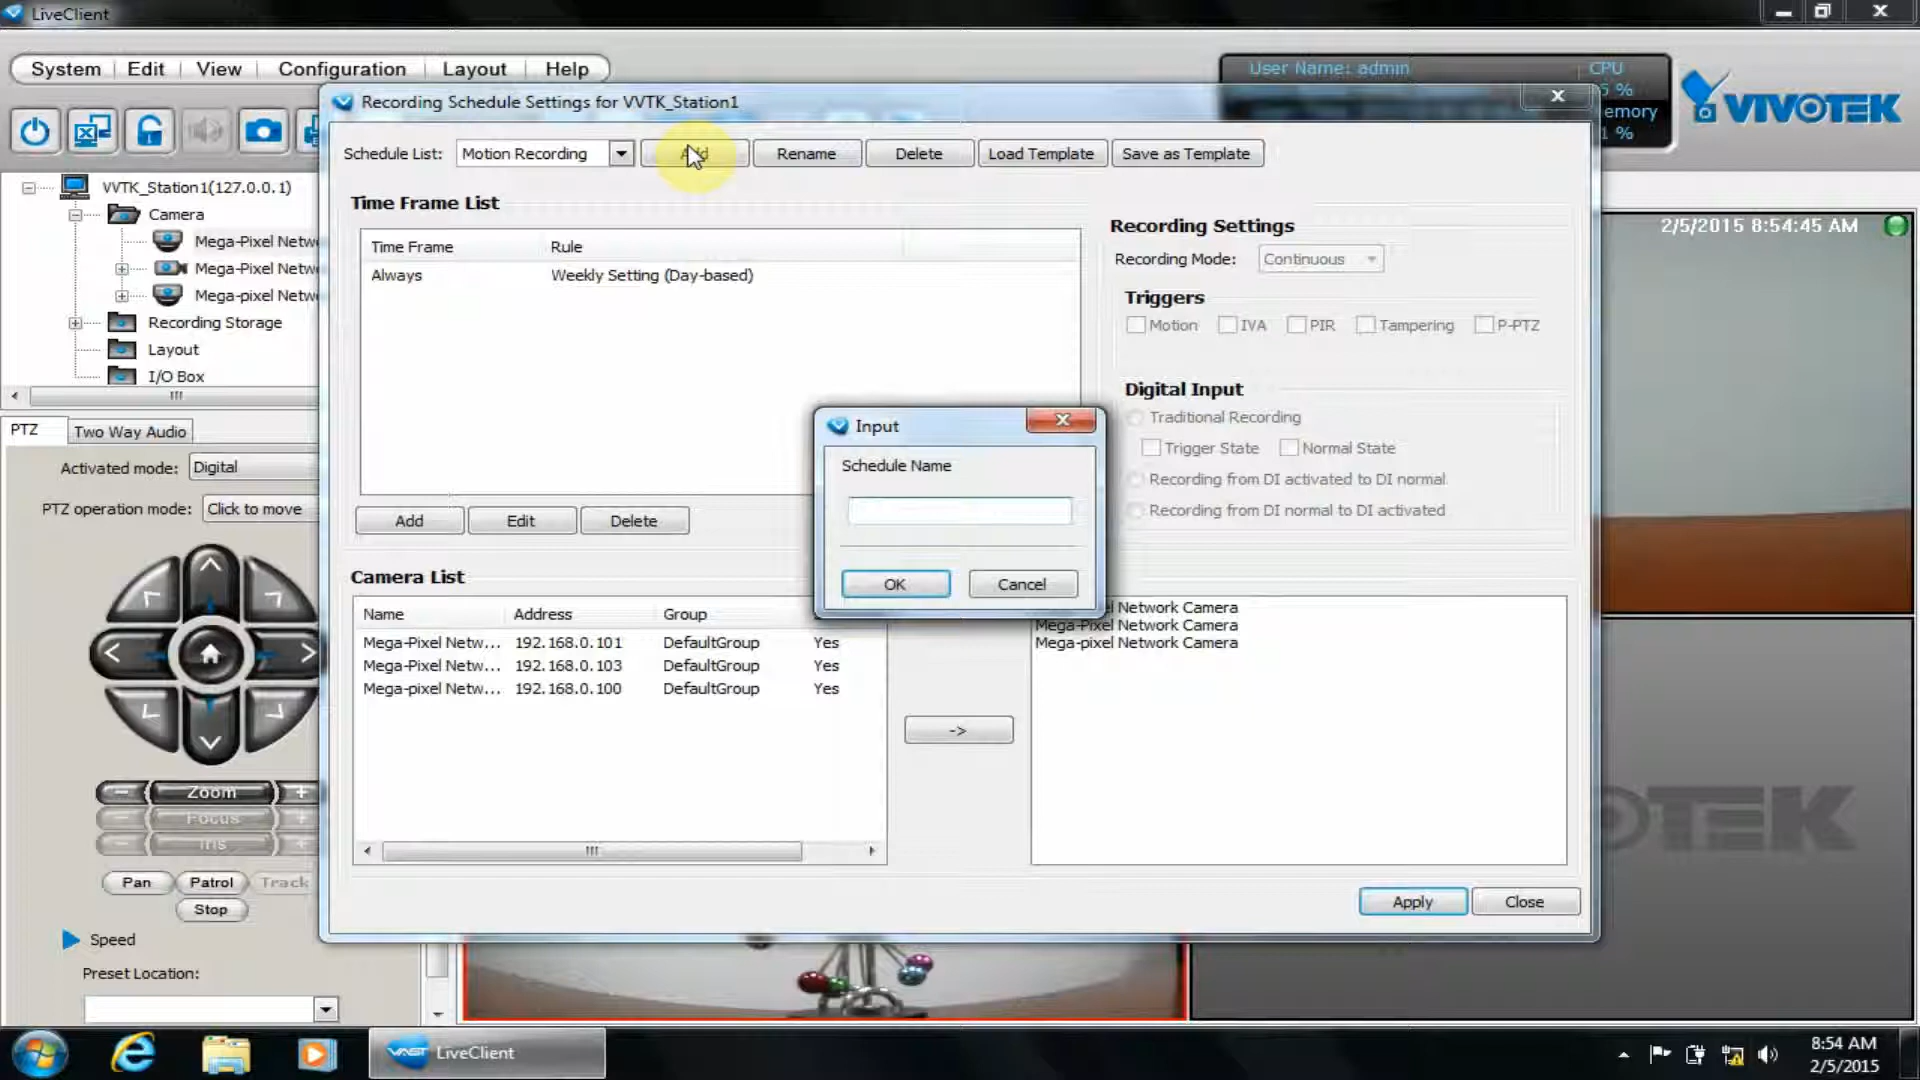 LiveClient
System Edit View Configuration Layout Help
User Name: admin CPU
5 %
emory
1 %
VIVOTEK
Recording Schedule Settings for VVTK_Station1
Schedule List: Motion Recording Add Rename Delete Load Template Save as Template
VVTK_Station1(127.0.0.1)
Camera
Mega-Pixel Netw
Mega-Pixel Netw
Mega-pixel Netw
Recording Storage
Layout
I/O Box
Time Frame List
Time Frame Rule
Always Weekly Setting (Day-based)
Add Edit Delete
Recording Settings
Recording Mode: Continuous
Triggers
Motion IVA PIR Tampering P-PTZ
Digital Input
Traditional Recording
Trigger State Normal State
Recording from DI activated to DI normal
Recording from DI normal to DI activated
2/5/2015 8:54:45 AM
Input
Schedule Name
OK Cancel
Camera List
Name Address Group
Mega-Pixel Netw... 192.168.0.101 DefaultGroup Yes
Mega-Pixel Netw... 192.168.0.103 DefaultGroup Yes
Mega-pixel Netw... 192.168.0.100 DefaultGroup Yes
->
el Network Camera
Mega-Pixel Network Camera
Mega-pixel Network Camera
Apply Close
PTZ Two Way Audio
Activated mode: Digital
PTZ operation mode: Click to move
Zoom
Focus
Iris
Pan Patrol Track
Stop
Speed
Preset Location:
OTEK
VAST LiveClient
8:54 AM
2/5/2015